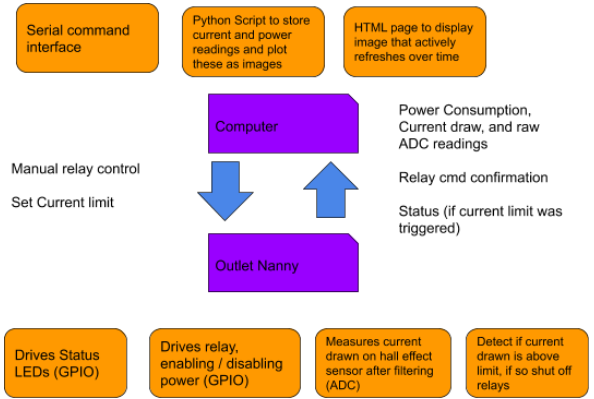 Serial command
interface
Python Script to store
current and power
readings and plot
these as images
HTML page to display
image that actively
refreshes over time
Computer
Power Consumption,
Current draw, and raw
ADC readings
Relay cmd confirmation
Status (if current limit was
triggered)
Manual relay control
Set Current limit
Outlet Nanny
Drives Status
LEDs (GPIO)
Drives relay,
enabling / disabling
power (GPIO)
Measures current
drawn on hall effect
sensor after filtering
(ADC)
Detect if current
drawn is above
limit, if so shut off
relays